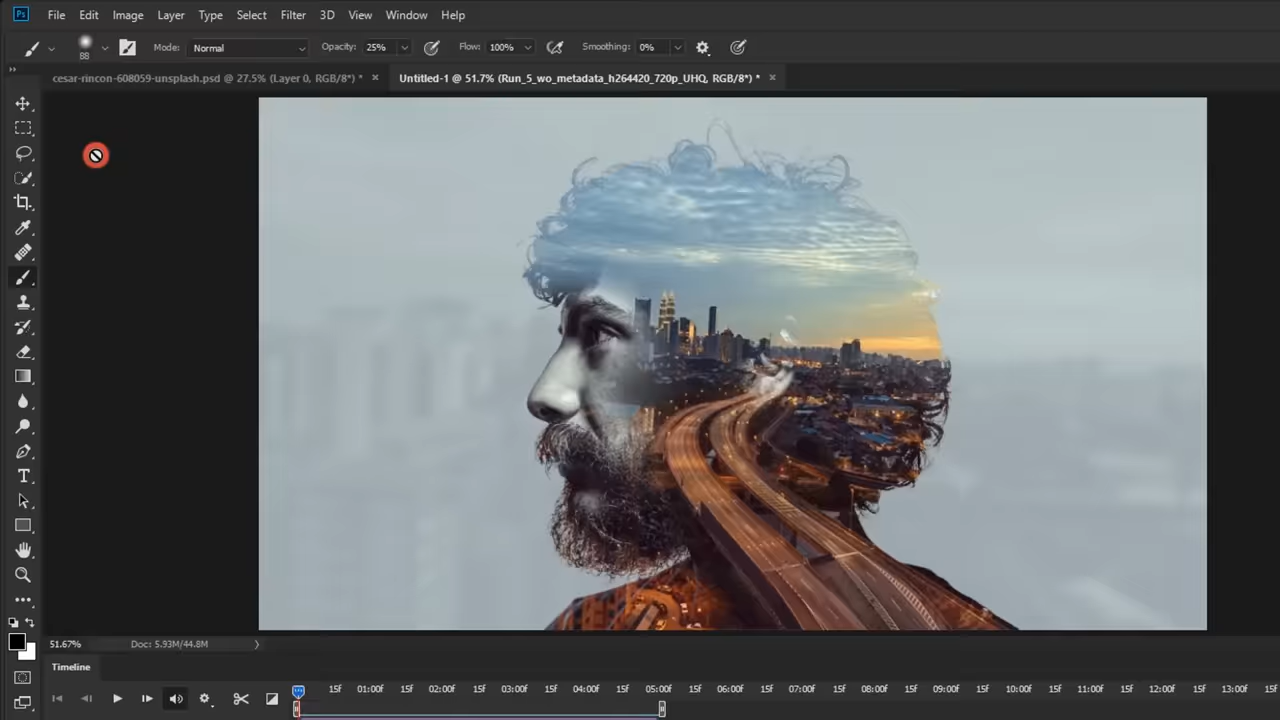 Ps File Edit Image Layer Type Select Filter 3D View Window Help
88 Mode: Normal Opacity: 25% Flow: 100% Smoothing: 0%
cesar-rincon-608059-unsplash.psd @ 27.5% (Layer 0, RGB/8*) * × Untitled-1 @ 51.7% (Run_5_wo_metadata_h264420_720p_UHQ, RGB/8*) * ×
T
51.67% Doc: 5.93M/44.8M
Timeline
15f 01:00f 15f 02:00f 15f 03:00f 15f 04:00f 15f 05:00f 15f 06:00f 15f 07:00f 15f 08:00f 15f 09:00f 15f 10:00f 15f 11:00f 15f 12:00f 15f 13:00f 15f